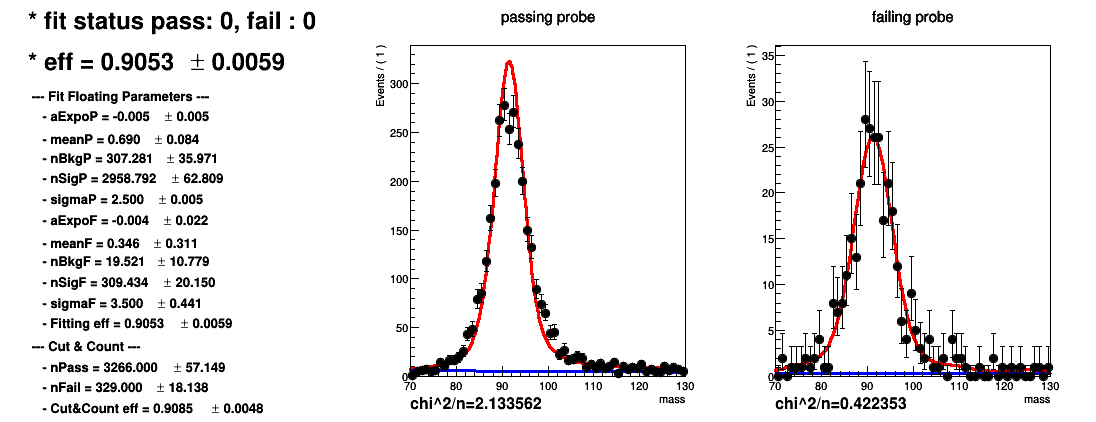 * fit status pass: 0, fail : 0
* eff = 0.9053 ± 0.0059
--- Fit Floating Parameters ---
- aExpoP = -0.005 ± 0.005
- meanP = 0.690 ± 0.084
- nBkgP = 307.281 ± 35.971
- nSigP = 2958.792 ± 62.809
- sigmaP = 2.500 ± 0.005
- aExpoF = -0.004 ± 0.022
- meanF = 0.346 ± 0.311
- nBkgF = 19.521 ± 10.779
- nSigF = 309.434 ± 20.150
- sigmaF = 3.500 ± 0.441
- Fitting eff = 0.9053 ± 0.0059
--- Cut & Count ---
- nPass = 3266.000 ± 57.149
- nFail = 329.000 ± 18.138
- Cut&Count eff = 0.9085 ± 0.0048
passing probe
Events / ( 1 )
300
250
200
150
100
50
0
70 80 90 100 110 120 130
mass
chi^2/n=2.133562
failing probe
Events / ( 1 )
35
30
25
20
15
10
5
0
70 80 90 100 110 120 130
mass
chi^2/n=0.422353